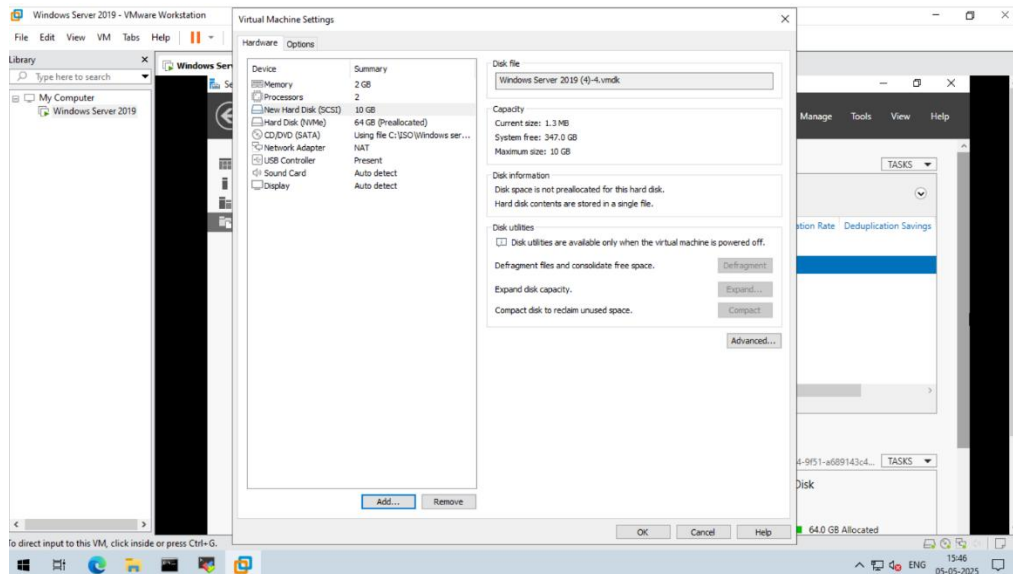 Windows Server 2019 - VMware Workstation
File Edit View VM Tabs Help
Library
Type here to search
My Computer
Windows Server 2019
Windows Ser
Se
Virtual Machine Settings
Hardware Options
Device Summary
Memory 2 GB
Processors 2
New Hard Disk (SCSI) 10 GB
Hard Disk (NVMe) 64 GB (Preallocated)
CD/DVD (SATA) Using file C:\ISO\Windows ser...
Network Adapter NAT
USB Controller Present
Sound Card Auto detect
Display Auto detect
Add... Remove
Disk file
Windows Server 2019 (4)-4.vmdk
Capacity
Current size: 1.3 MB
System free: 347.0 GB
Maximum size: 10 GB
Disk information
Disk space is not preallocated for this hard disk.
Hard disk contents are stored in a single file.
Disk utilities
Disk utilities are available only when the virtual machine is powered off.
Defragment files and consolidate free space. Defragment
Expand disk capacity. Expand...
Compact disk to reclaim unused space. Compact
Advanced...
OK Cancel Help
Manage Tools View Help
TASKS
ation Rate Deduplication Savings
4-9f51-a689143c4... TASKS
Disk
64.0 GB Allocated
To direct input to this VM, click inside or press Ctrl+G.
ENG
15:46
05-05-2025